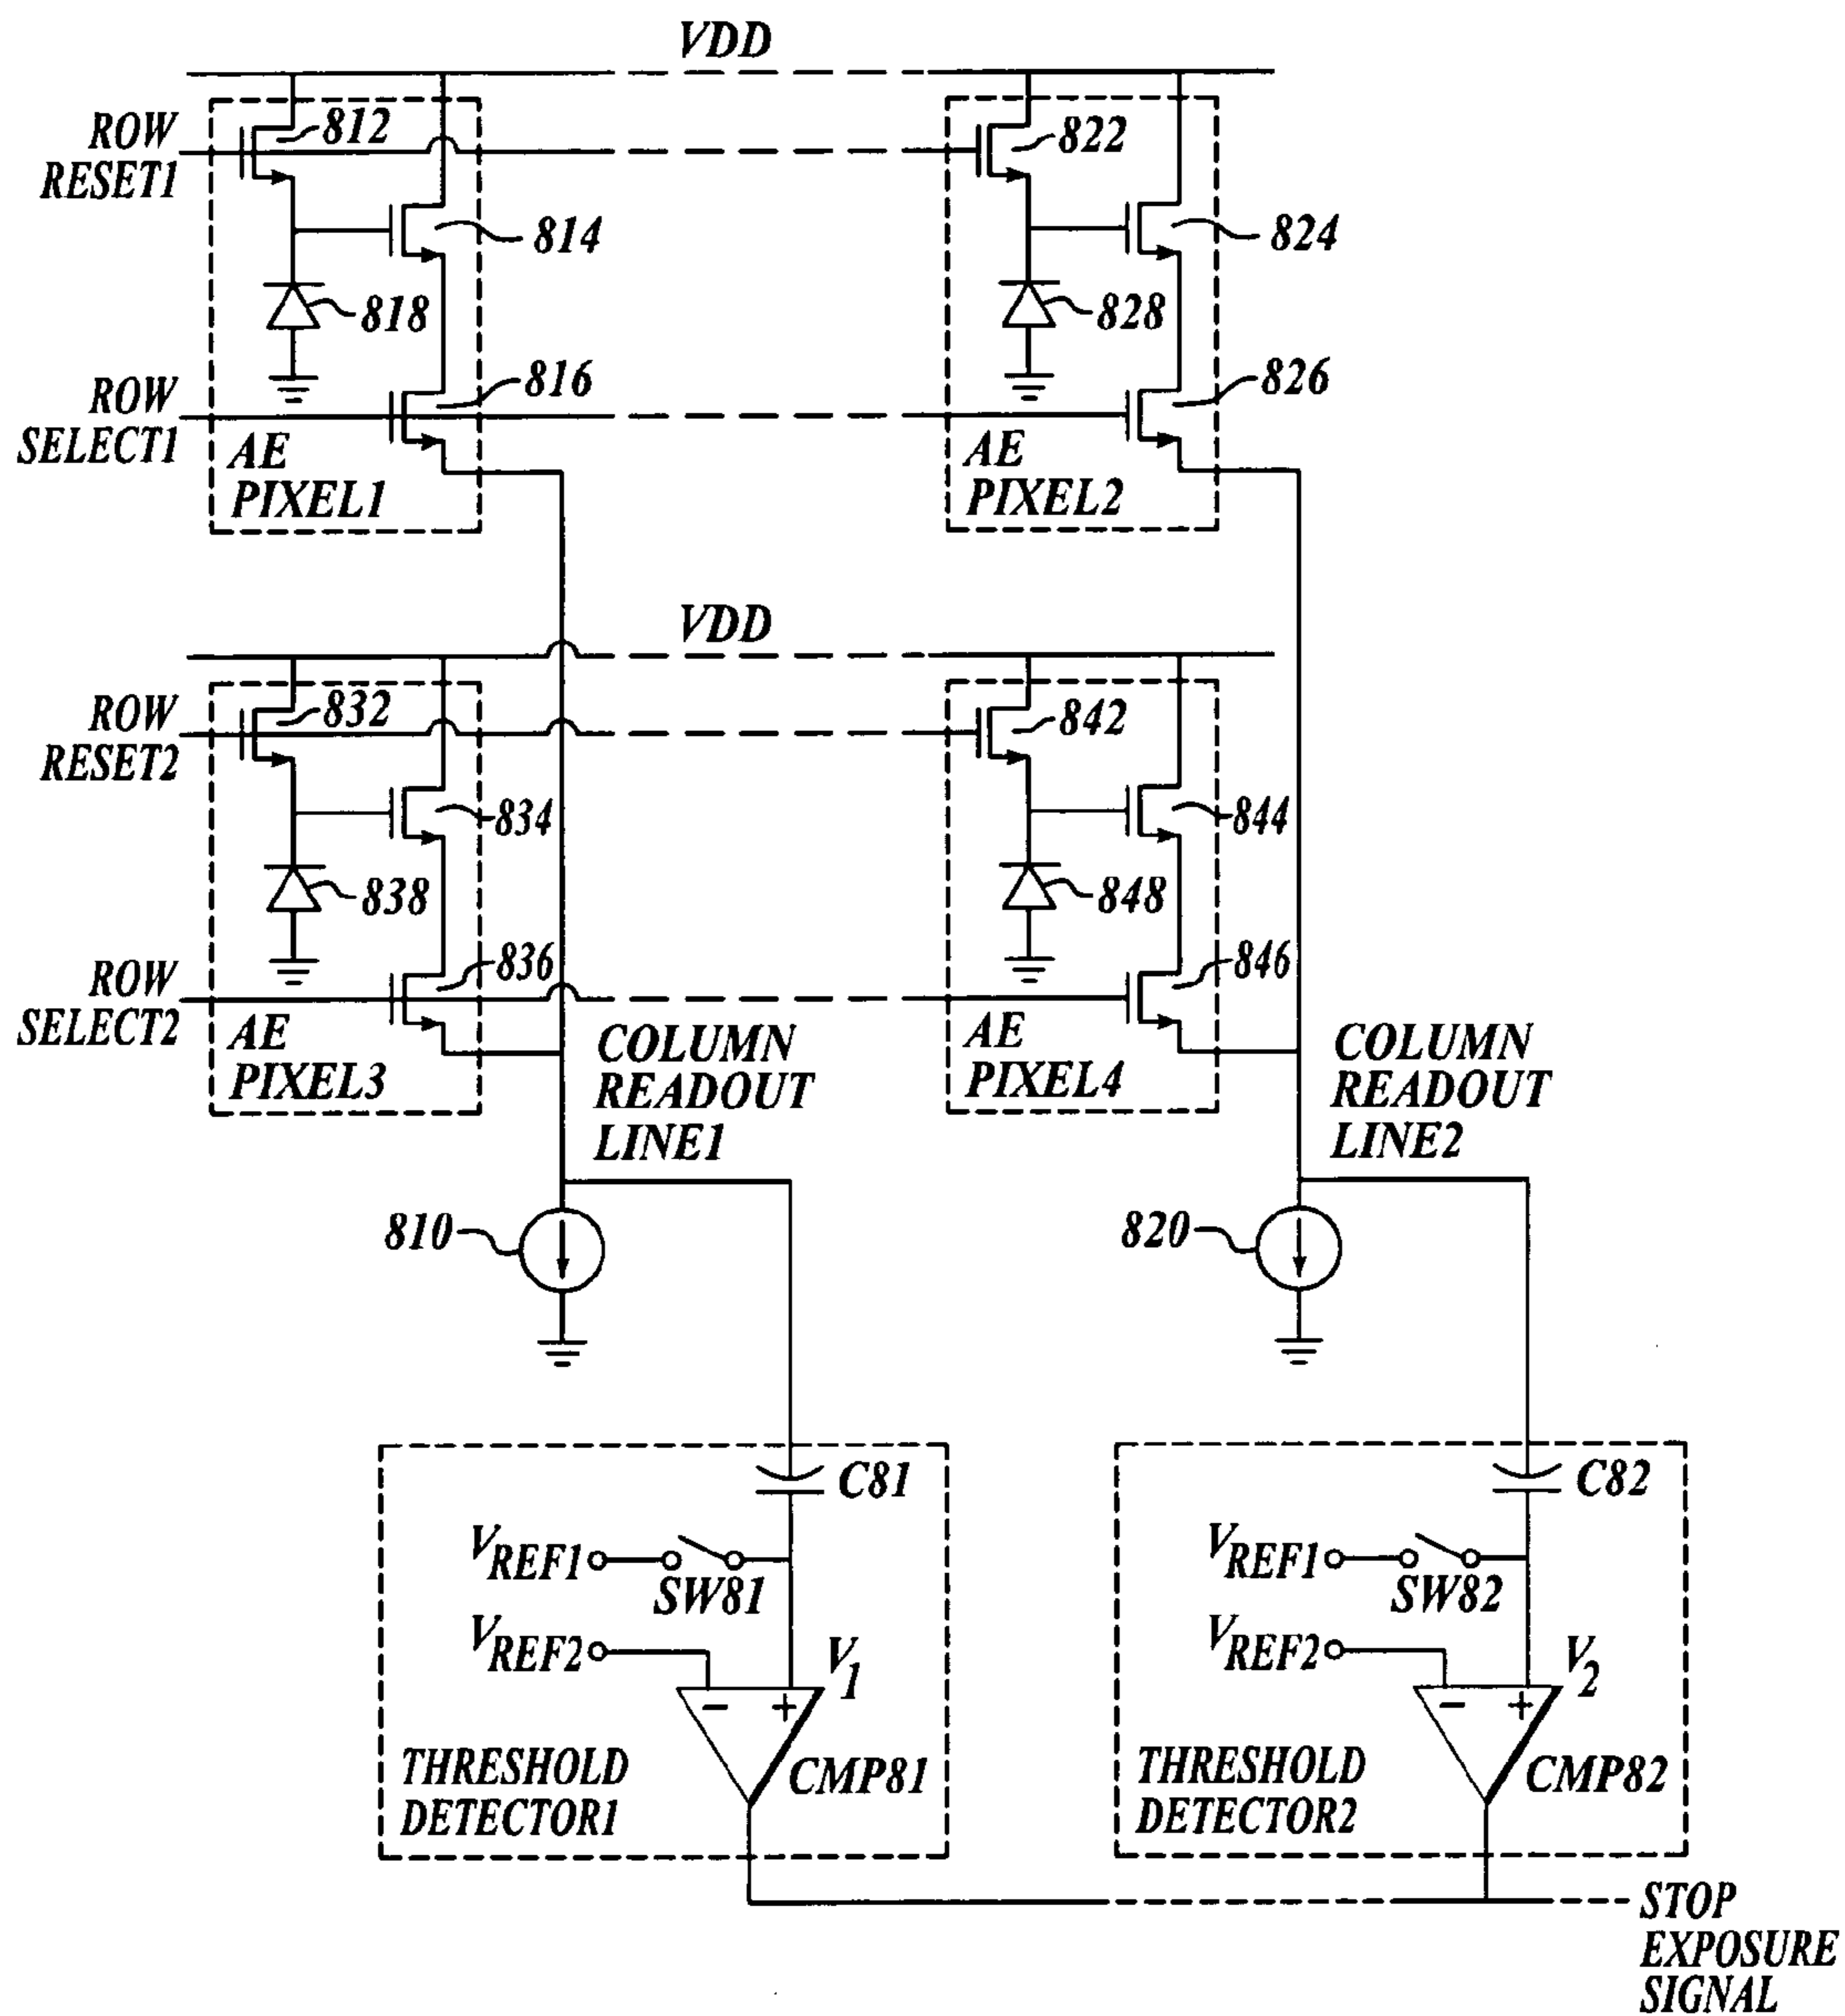 VDD
ROW
RESET1
812
822
814
824
818
828
ROW
SELECT1
816
826
AE
PIXEL1
AE
PIXEL2
VDD
ROW
RESET2
832
842
834
844
838
848
ROW
SELECT2
836
846
AE
PIXEL3
COLUMN
READOUT
LINE1
AE
PIXEL4
COLUMN
READOUT
LINE2
810
820
C81
C82
VREF1
SW81
VREF1
SW82
VREF2
V1
VREF2
V2
− +
− +
THRESHOLD
DETECTOR1
CMP81
THRESHOLD
DETECTOR2
CMP82
STOP
EXPOSURE
SIGNAL